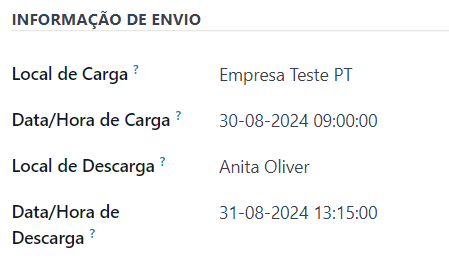 INFORMAÇÃO DE ENVIO
Local de Carga ? Empresa Teste PT
Data/Hora de Carga ? 30-08-2024 09:00:00
Local de Descarga ? Anita Oliver
Data/Hora de Descarga ? 31-08-2024 13:15:00